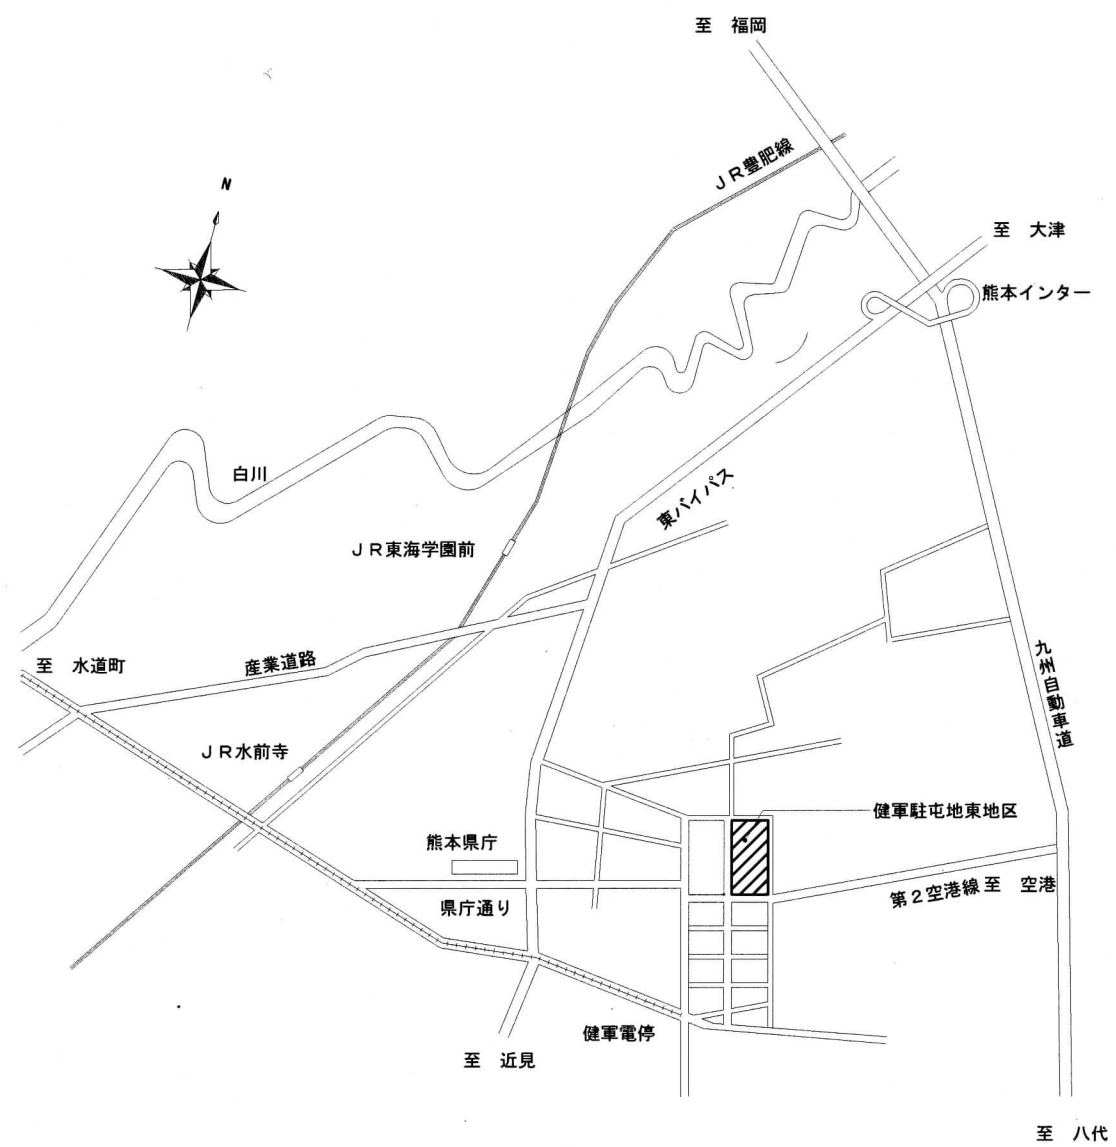 至　福岡
ＪＲ豊肥線
N
至　大津
熊本インター
白川
東バイパス
ＪＲ東海学園前
至　水道町
産業道路
九州自動車道
ＪＲ水前寺
健軍駐屯地東地区
熊本県庁
第２空港線 至　空港
県庁通り
健軍電停
至　近見
至　八代